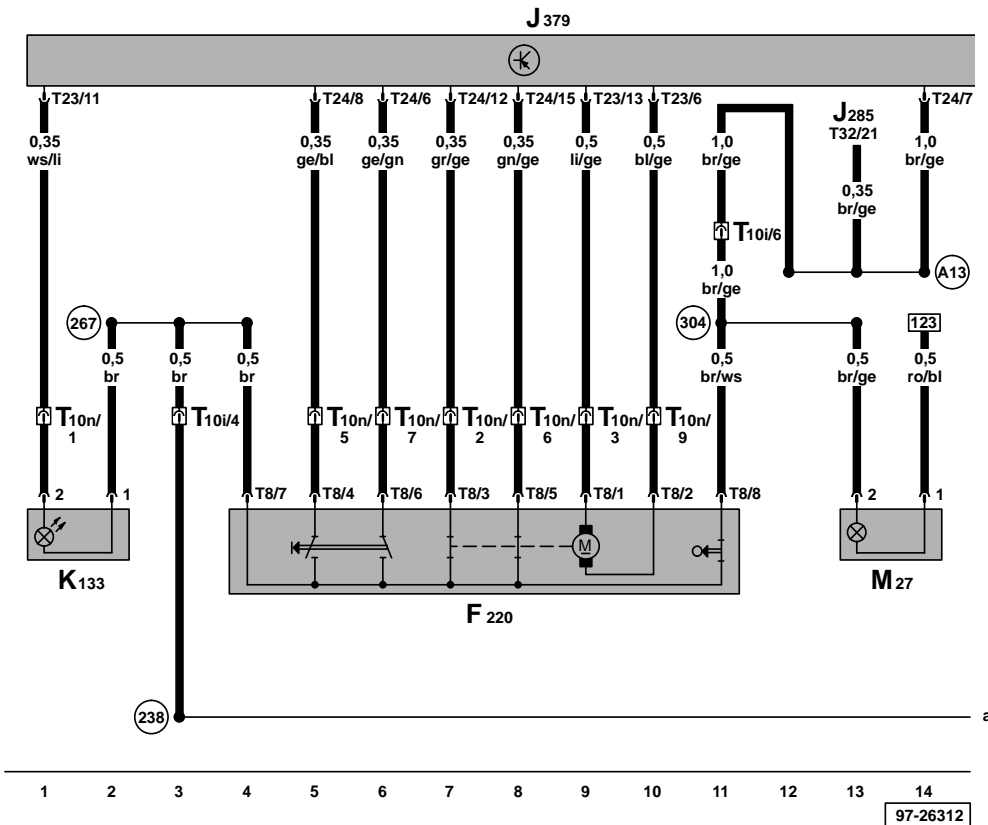 J 379
T23/11 T24/8 T24/6 T24/12 T24/15 T23/13 T23/6 T24/7
J 285
T32/21
0,35 0,35 0,35 0,35 0,35 0,5 0,5 1,0 1,0
ws/li ge/bl ge/gn gr/ge gn/ge li/ge bl/ge br/ge br/ge
0,35
br/ge
T10i/6
1,0
br/ge
A13
267 304 123
0,5 0,5 0,5 0,5 0,5 0,5
br br br br/ws br/ge ro/bl
T10n/ T10i/4 T10n/ T10n/ T10n/ T10n/ T10n/ T10n/
1 5 7 2 6 3 9
2 1 T8/7 T8/4 T8/6 T8/3 T8/5 T8/1 T8/2 T8/8 2 1
M
K133 M27
F 220
238 a
1 2 3 4 5 6 7 8 9 10 11 12 13 14
97-26312